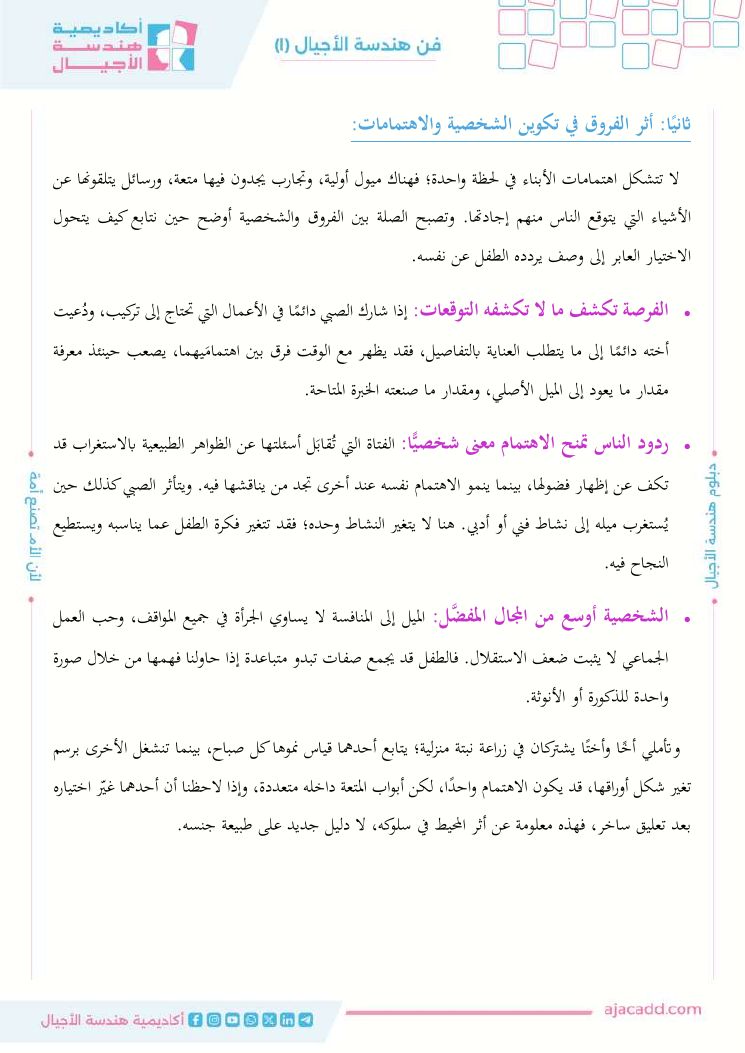 أكاديمية
هندسة
الأجيال
فن هندسة الأجيال (١)
ثانيًا: أثر الفروق في تكوين الشخصية والاهتمامات:
لا تتشكل اهتمامات الأبناء في لحظة واحدة؛ فهناك ميول أولية، وتجارب يجدون فيها متعة، ورسائل يتلقونها عن
الأشياء التي يتوقع الناس منهم إجادتها. وتصبح الصلة بين الفروق والشخصية أوضح حين نتابع كيف يتحول
الاختيار العابر إلى وصف يردده الطفل عن نفسه.
• الفرصة تكشف ما لا تكشفه التوقعات: إذا شارك الصبي دائمًا في الأعمال التي تحتاج إلى تركيب، ودُعيت
أخته دائمًا إلى ما يتطلب العناية بالتفاصيل، فقد يظهر مع الوقت فرق بين اهتمامَيهما، يصعب حينئذ معرفة
مقدار ما يعود إلى الميل الأصلي، ومقدار ما صنعته الخبرة المتاحة.
• ردود الناس تمنح الاهتمام معنى شخصيًّا: الفتاة التي تُقابَل أسئلتها عن الظواهر الطبيعية بالاستغراب قد
تكف عن إظهار فضولها، بينما ينمو الاهتمام نفسه عند أخرى تجد من يناقشها فيه. ويتأثر الصبي كذلك حين
يُستغرب ميله إلى نشاط فني أو أدبي. هنا لا يتغير النشاط وحده؛ فقد تتغير فكرة الطفل عما يناسبه ويستطيع
النجاح فيه.
• الشخصية أوسع من المجال المفضَّل: الميل إلى المنافسة لا يساوي الجرأة في جميع المواقف، وحب العمل
الجماعي لا يثبت ضعف الاستقلال. فالطفل قد يجمع صفات تبدو متباعدة إذا حاولنا فهمها من خلال صورة
واحدة للذكورة أو الأنوثة.
وتأملي أخًا وأختًا يشتركان في زراعة نبتة منزلية؛ يتابع أحدهما قياس نموها كل صباح، بينما تنشغل الأخرى برسم
تغير شكل أوراقها، قد يكون الاهتمام واحدًا، لكن أبواب المتعة داخله متعددة، وإذا لاحظنا أن أحدهما غيّر اختياره
بعد تعليق ساخر، فهذه معلومة عن أثر المحيط في سلوكه، لا دليل جديد على طبيعة جنسه.
دبلوم هندسة الأجيال
لأن الأم تصنع أمة
ajacadd.com
أكاديمية هندسة الأجيال